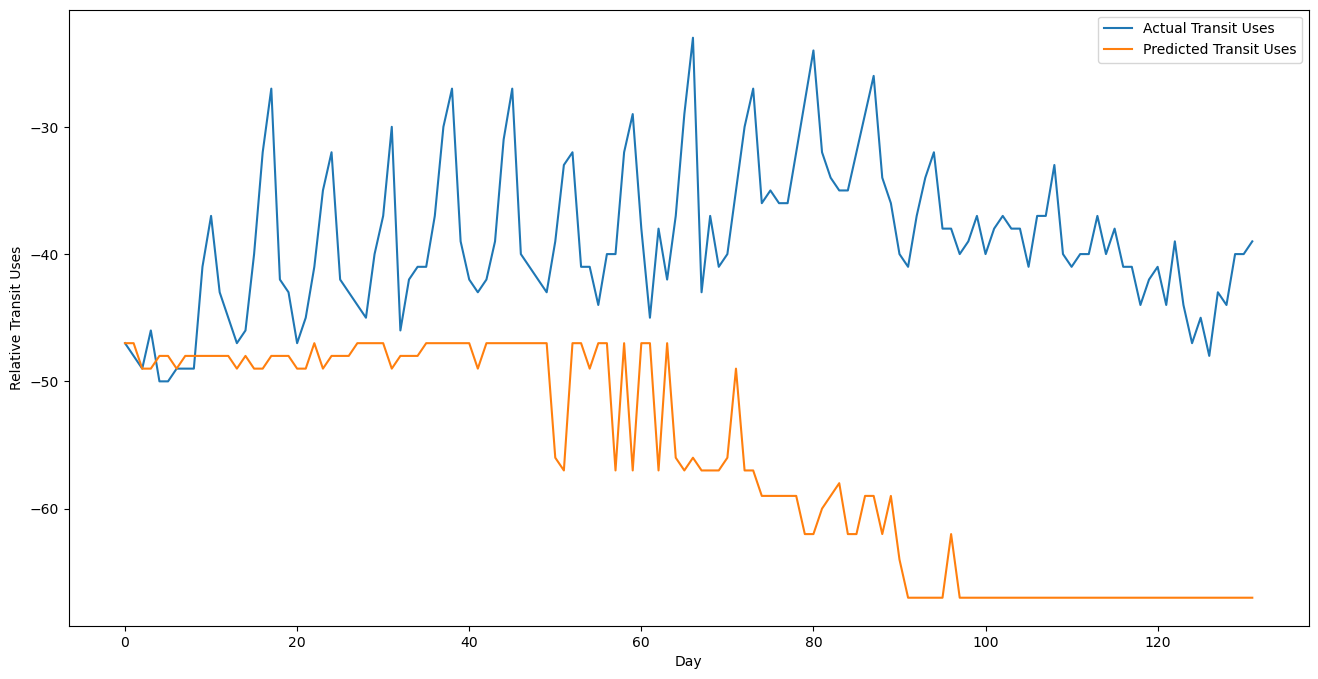 Actual Transit Uses
Predicted Transit Uses
Relative Transit Uses
−30
−40
−50
−60
0 20 40 60 80 100 120
Day